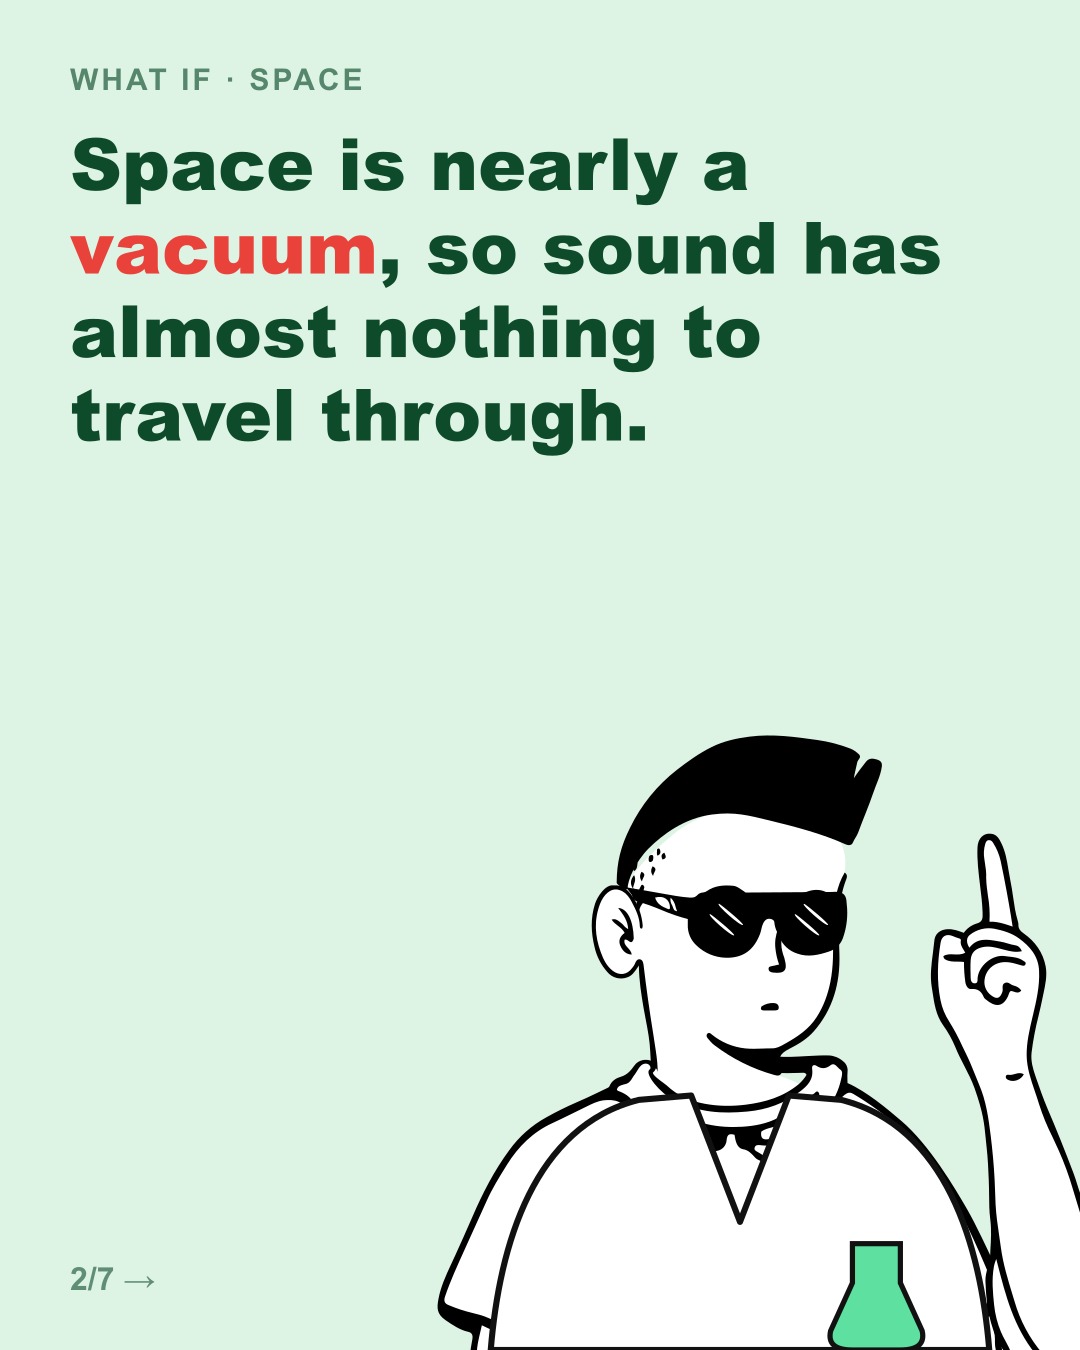 WHAT IF · SPACE
Space is nearly a
vacuum, so sound has
almost nothing to
travel through.
2/7 →